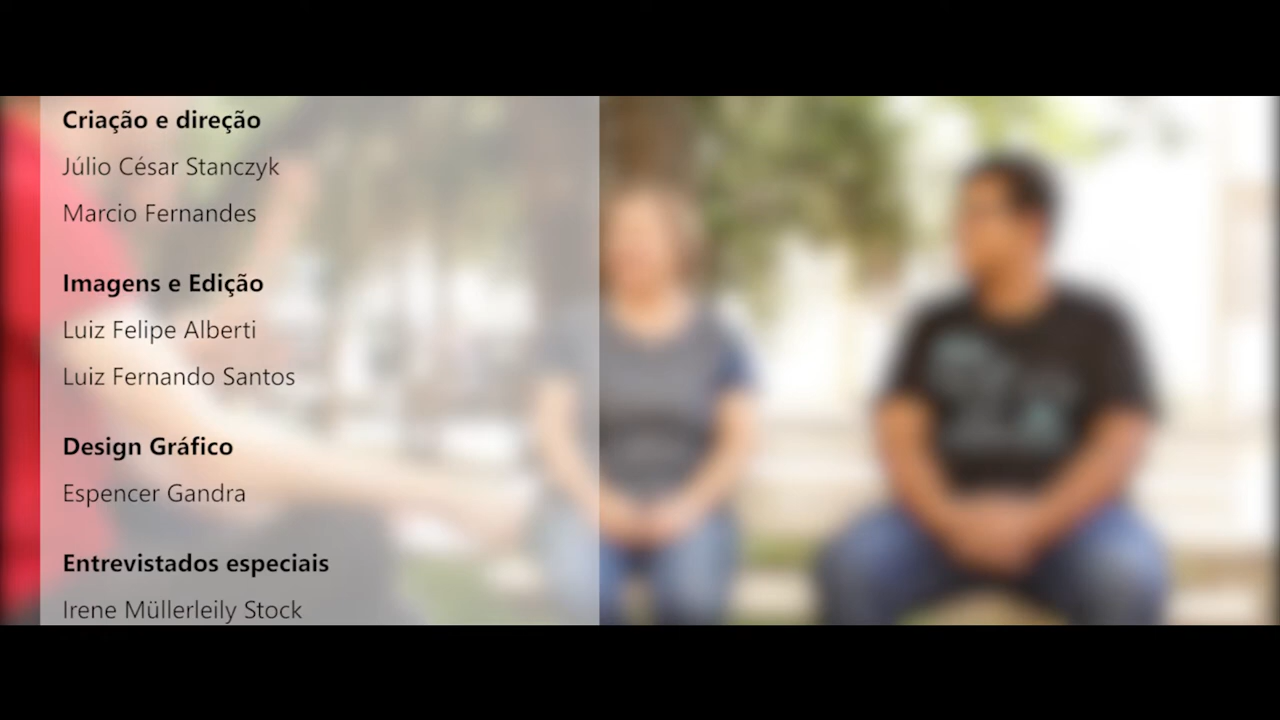 Criação e direção
Júlio César Stanczyk
Marcio Fernandes
Imagens e Edição
Luiz Felipe Alberti
Luiz Fernando Santos
Design Gráfico
Espencer Gandra
Entrevistados especiais
Irene Müllerleily Stock